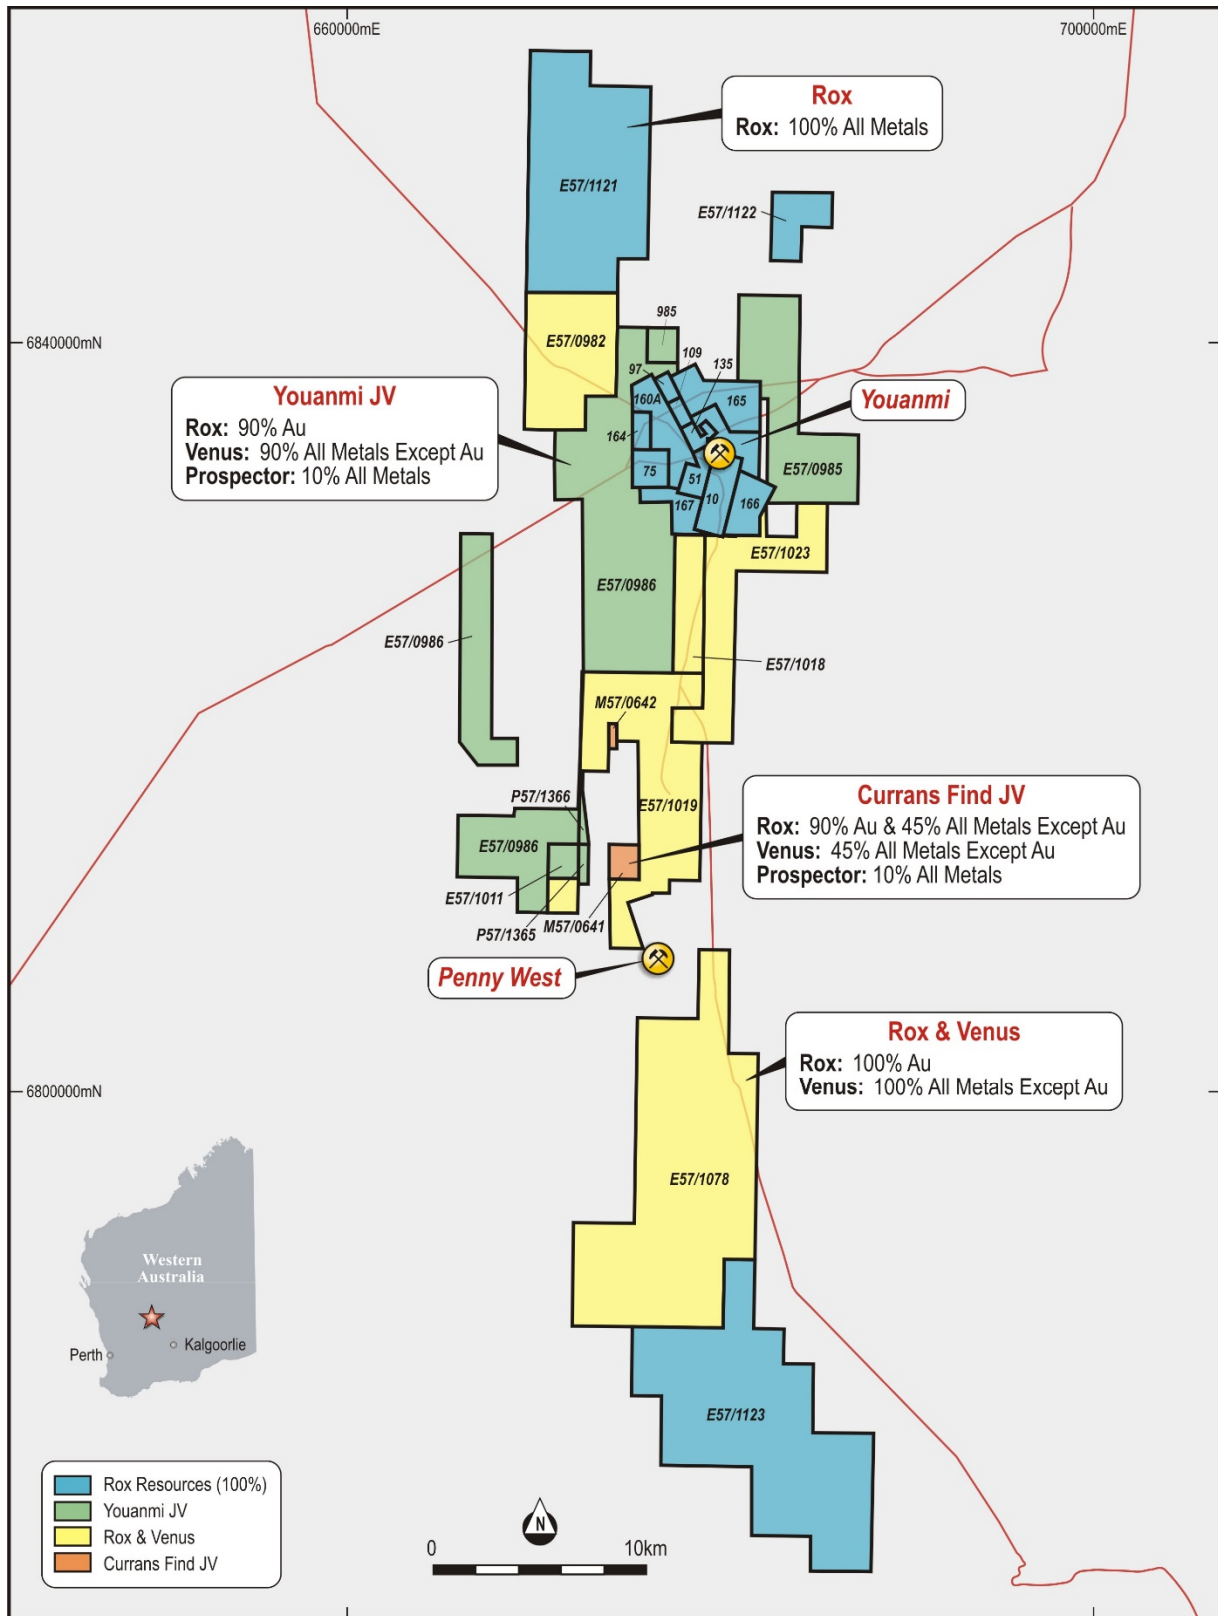 660000mE
700000mE
Rox
Rox: 100% All Metals
E57/1121
E57/1122
985
6840000mN
E57/0982
109
97
135
Youanmi JV
Rox: 90% Au
Venus: 90% All Metals Except Au
Prospector: 10% All Metals
160A
165
Youanmi
164
75
51
E57/0985
10
167
166
E57/1023
E57/0986
E57/0986
E57/1018
M57/0642
P57/1366
E57/1019
Currans Find JV
Rox: 90% Au & 45% All Metals Except Au
Venus: 45% All Metals Except Au
Prospector: 10% All Metals
E57/0986
E57/1011
P57/1365
M57/0641
Penny West
Rox & Venus
Rox: 100% Au
Venus: 100% All Metals Except Au
6800000mN
E57/1078
Western
Australia
Kalgoorlie
Perth
E57/1123
Rox Resources (100%)
Youanmi JV
Rox & Venus
Currans Find JV
N
0
10km